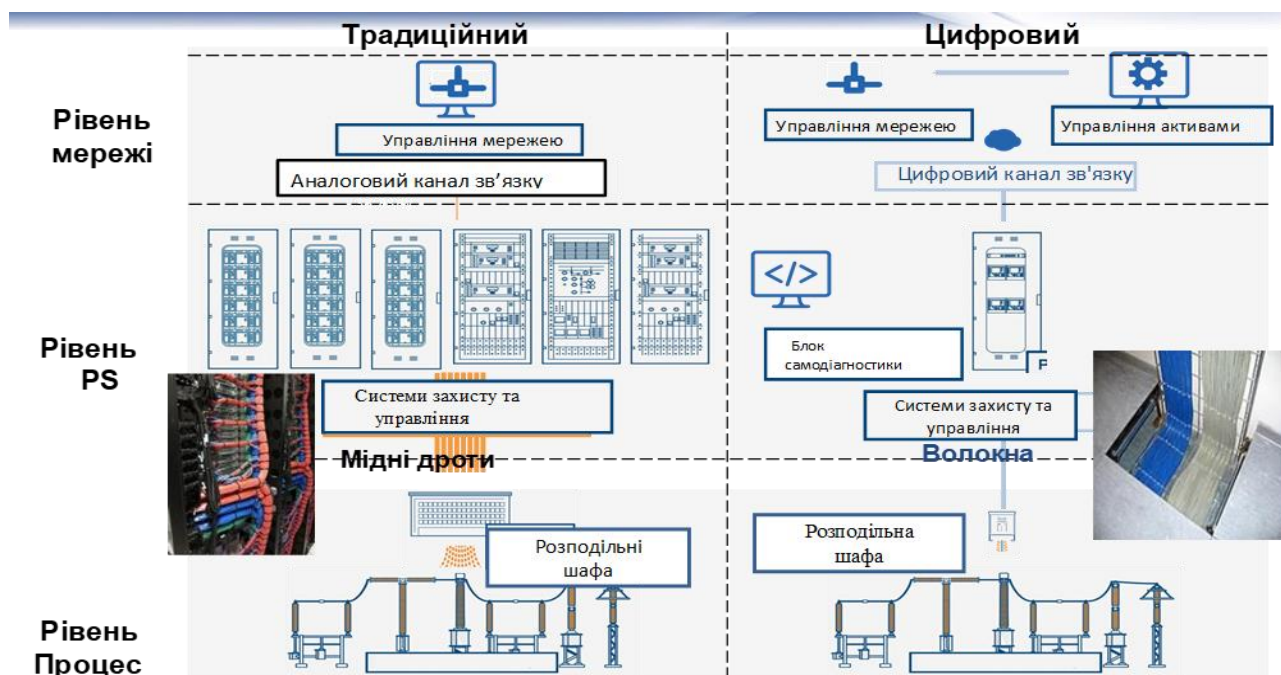 Традиційний
Цифровий
Рівень
мережі
Управління мережею
Аналоговий канал зв’язку
Управління мережею
Управління активами
Цифровий канал зв'язку
Рівень
PS
Системи захисту та
управління
Мідні дроти
Блок
самодіагностики
Р
Системи захисту та
управління
Волокна
Розподільні
шафа
Розподільна
шафа
Рівень
Процес